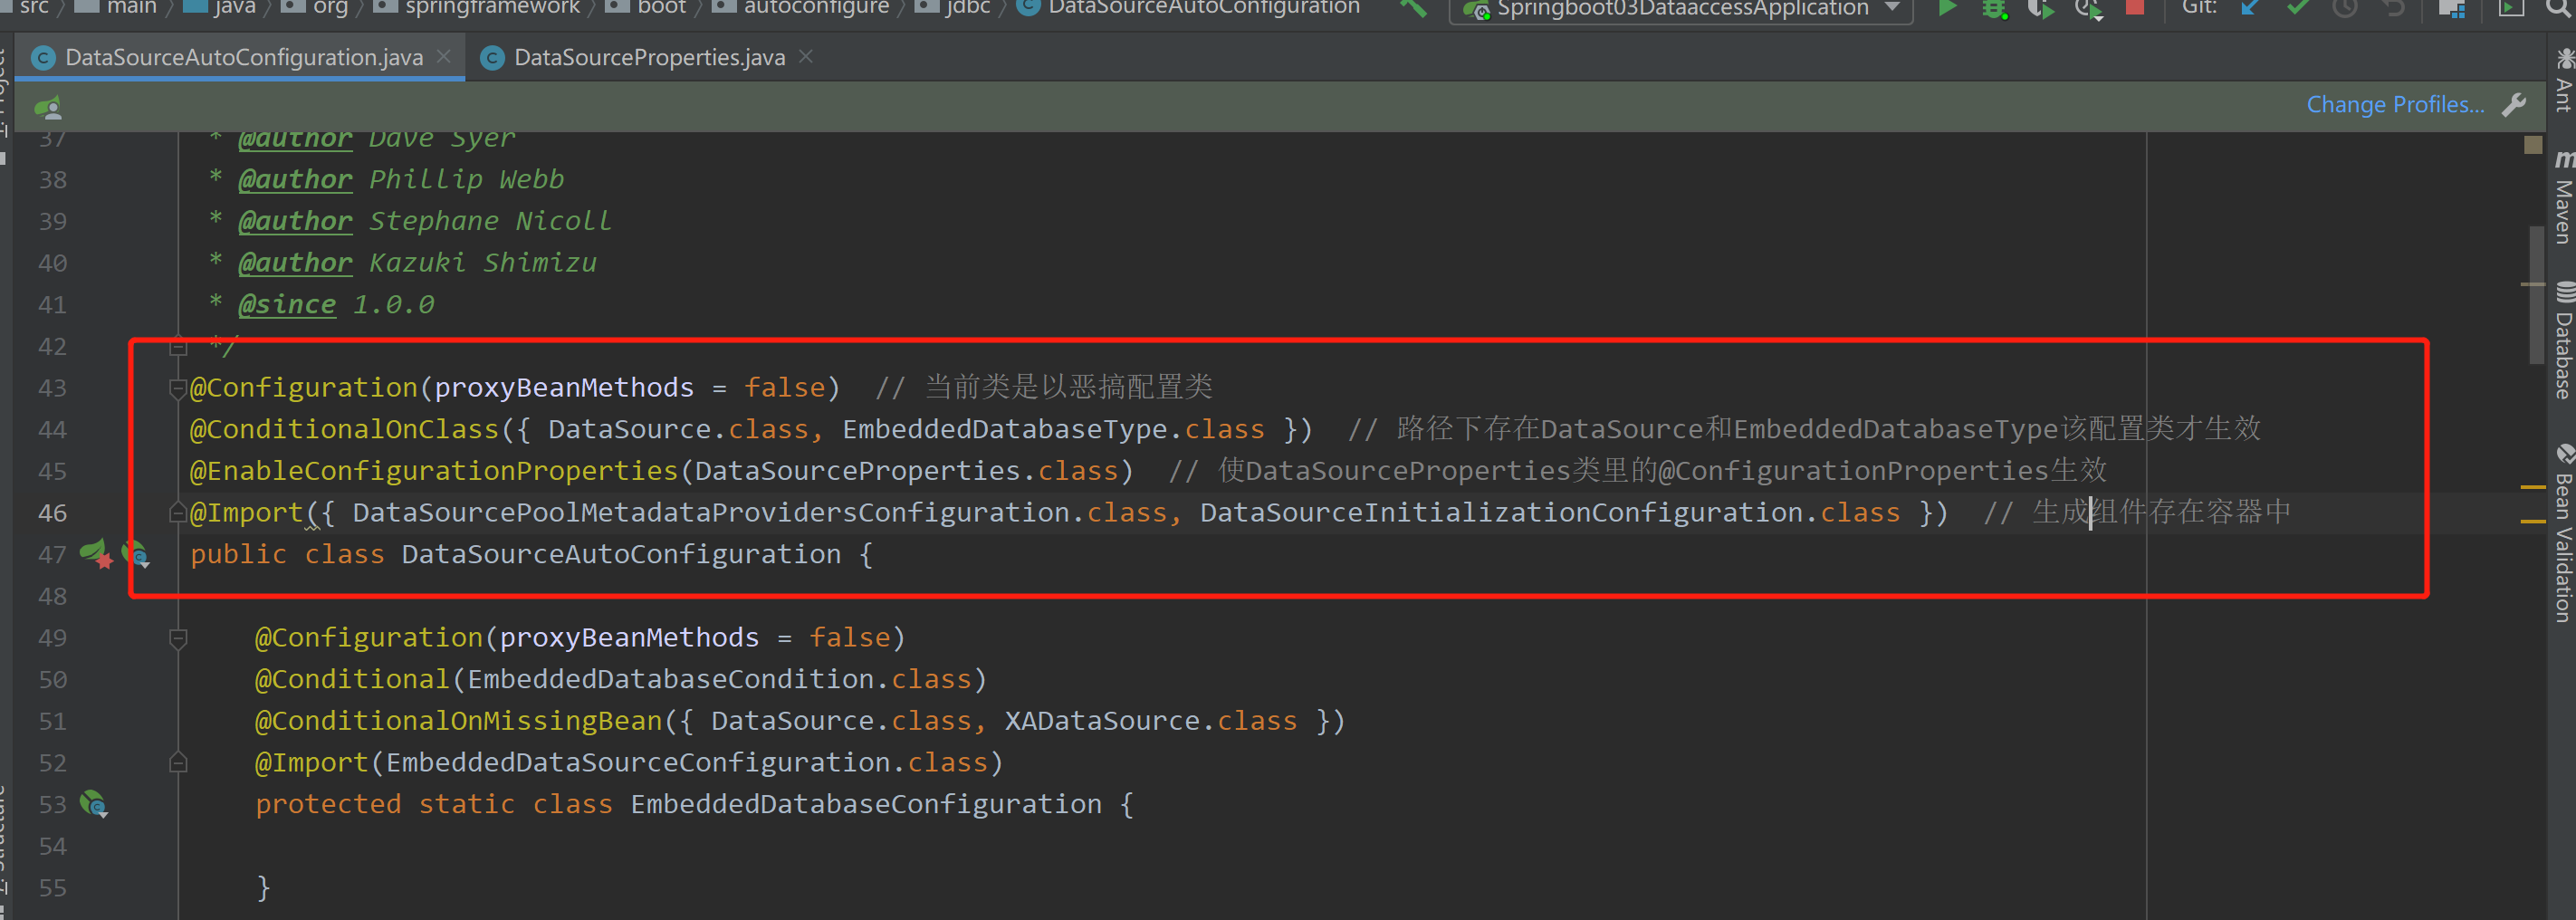 src main java org springframework boot autoconfigure jdbc DataSourceAutoConfiguration Springboot03DataaccessApplication Git:
DataSourceAutoConfiguration.java DataSourceProperties.java
Change Profiles...
37 * @author Dave Syer
38 * @author Phillip Webb
39 * @author Stephane Nicoll
40 * @author Kazuki Shimizu
41 * @since 1.0.0
42 */
43 @Configuration(proxyBeanMethods = false) // 当前类是以恶搞配置类
44 @ConditionalOnClass({ DataSource.class, EmbeddedDatabaseType.class }) // 路径下存在DataSource和EmbeddedDatabaseType该配置类才生效
45 @EnableConfigurationProperties(DataSourceProperties.class) // 使DataSourceProperties类里的@ConfigurationProperties生效
46 @Import({ DataSourcePoolMetadataProvidersConfiguration.class, DataSourceInitializationConfiguration.class }) // 生成组件存在容器中
47 public class DataSourceAutoConfiguration {
48
49 @Configuration(proxyBeanMethods = false)
50 @Conditional(EmbeddedDatabaseCondition.class)
51 @ConditionalOnMissingBean({ DataSource.class, XADataSource.class })
52 @Import(EmbeddedDataSourceConfiguration.class)
53 protected static class EmbeddedDatabaseConfiguration {
54
55 }
Ant
Maven
Database
Bean Validation